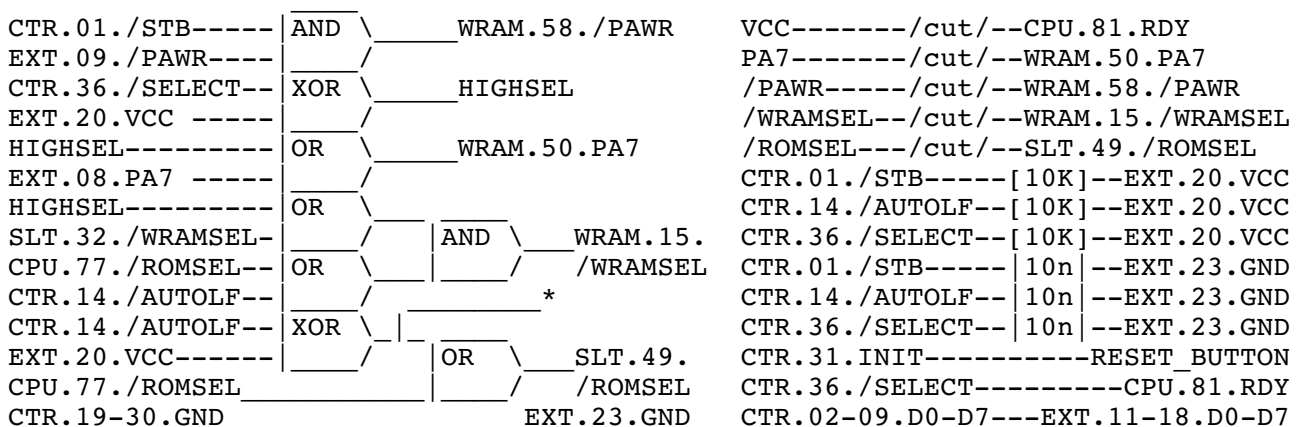 CTR.01./STB-----|AND \_____WRAM.58./PAWR VCC-------/cut/--CPU.81.RDY
EXT.09./PAWR----|____/ PA7-------/cut/--WRAM.50.PA7
CTR.36./SELECT--|XOR \_____HIGHSEL /PAWR-----/cut/--WRAM.58./PAWR
EXT.20.VCC -----|____/ /WRAMSEL--/cut/--WRAM.15./WRAMSEL
HIGHSEL---------|OR \_____WRAM.50.PA7 /ROMSEL---/cut/--SLT.49./ROMSEL
EXT.08.PA7 -----|____/ CTR.01./STB-----[10K]--EXT.20.VCC
HIGHSEL---------|OR \___ ____ CTR.14./AUTOLF--[10K]--EXT.20.VCC
SLT.32./WRAMSEL-|____/ |AND \___WRAM.15. CTR.36./SELECT--[10K]--EXT.20.VCC
CPU.77./ROMSEL--|OR \___|____/ /WRAMSEL CTR.01./STB-----|10n|--EXT.23.GND
CTR.14./AUTOLF--|____/ __________* CTR.14./AUTOLF--|10n|--EXT.23.GND
CTR.14./AUTOLF--|XOR \_|_ ____ CTR.36./SELECT--|10n|--EXT.23.GND
EXT.20.VCC------|____/ |OR \___SLT.49. CTR.31.INIT----------RESET_BUTTON
CPU.77./ROMSEL______________|____/ /ROMSEL CTR.36./SELECT---------CPU.81.RDY
CTR.19-30.GND EXT.23.GND CTR.02-09.D0-D7---EXT.11-18.D0-D7